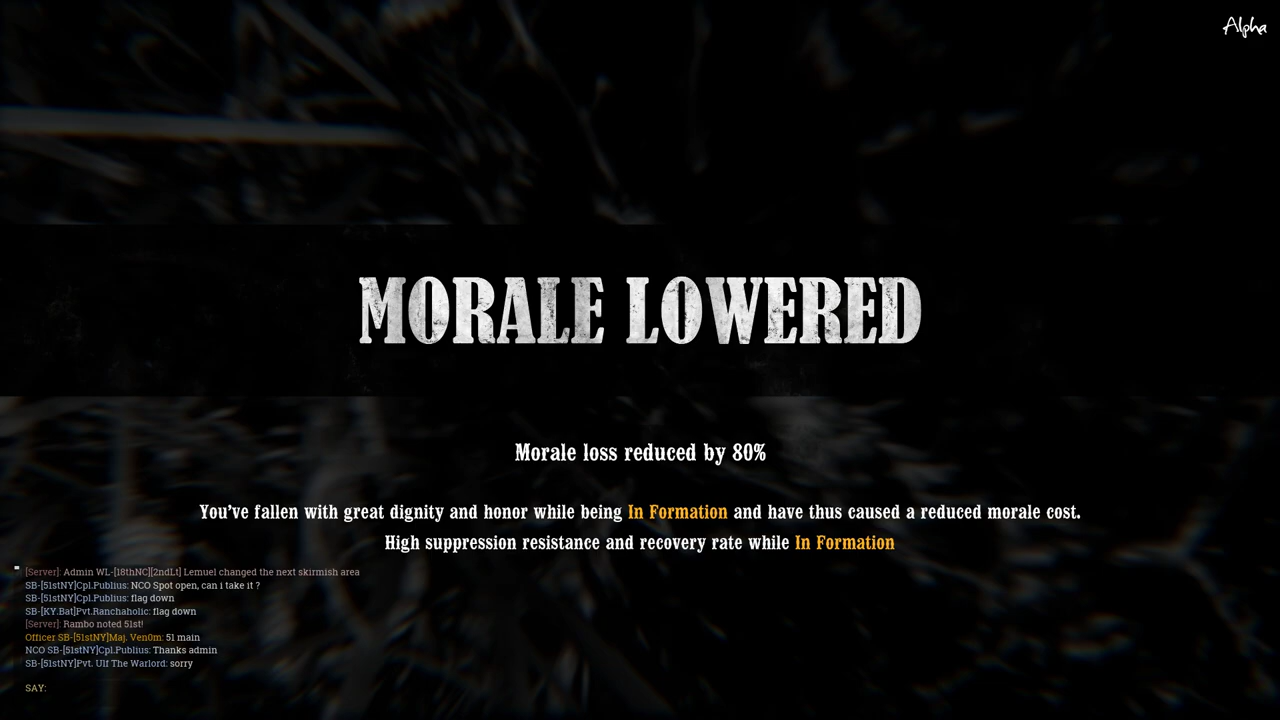 Alpha
MORALE LOWERED
Morale loss reduced by 80%
You've fallen with great dignity and honor while being In Formation and have thus caused a reduced morale cost.
High suppression resistance and recovery rate while In Formation
[Server]: Admin WL-[18thNC][2ndLt] Lemuel changed the next skirmish area
SB-[51stNY]Cpl.Publius: NCO Spot open, can i take it ?
SB-[51stNY]Cpl.Publius: flag down
SB-[KY.Bat]Pvt.Ranchaholic: flag down
[Server]: Rambo noted 51st!
Officer SB-[51stNY]Maj. Ven0m: 51 main
NCO SB-[51stNY]Cpl.Publius: Thanks admin
SB-[51stNY]Pvt. Ulf The Warlord: sorry
SAY: